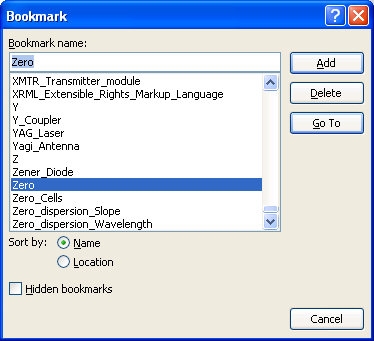 Bookmark
Bookmark name:
Zero
Add
XMTR_Transmitter_module
XRML_Extensible_Rights_Markup_Language
Y
Y_Coupler
YAG_Laser
Yagi_Antenna
Z
Zener_Diode
Zero
Zero_Cells
Zero_dispersion_Slope
Zero_dispersion_Wavelength
Delete
Go To
Sort by:
Name
Location
Hidden bookmarks
Cancel